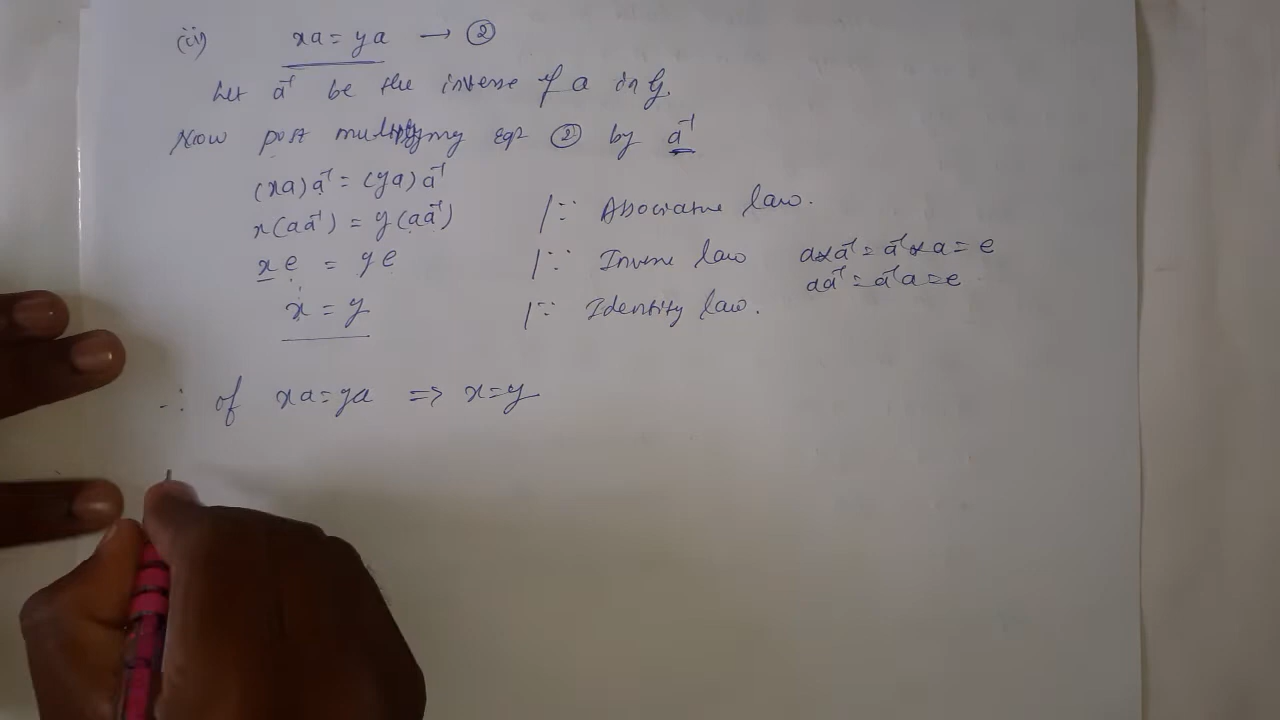 (ii) xa = ya → ②
Let a⁻¹ be the inverse of a in G.
Now post multiplying eqn ② by a⁻¹
(xa)a⁻¹ = (ya)a⁻¹
x(aa⁻¹) = y(aa⁻¹) |∵ Associative law.
xe = ye |∵ Inverse law a*a⁻¹ = a⁻¹*a = e
aa⁻¹ = a⁻¹a = e
x = y |∵ Identity law.
∴ of xa = ya => x = y